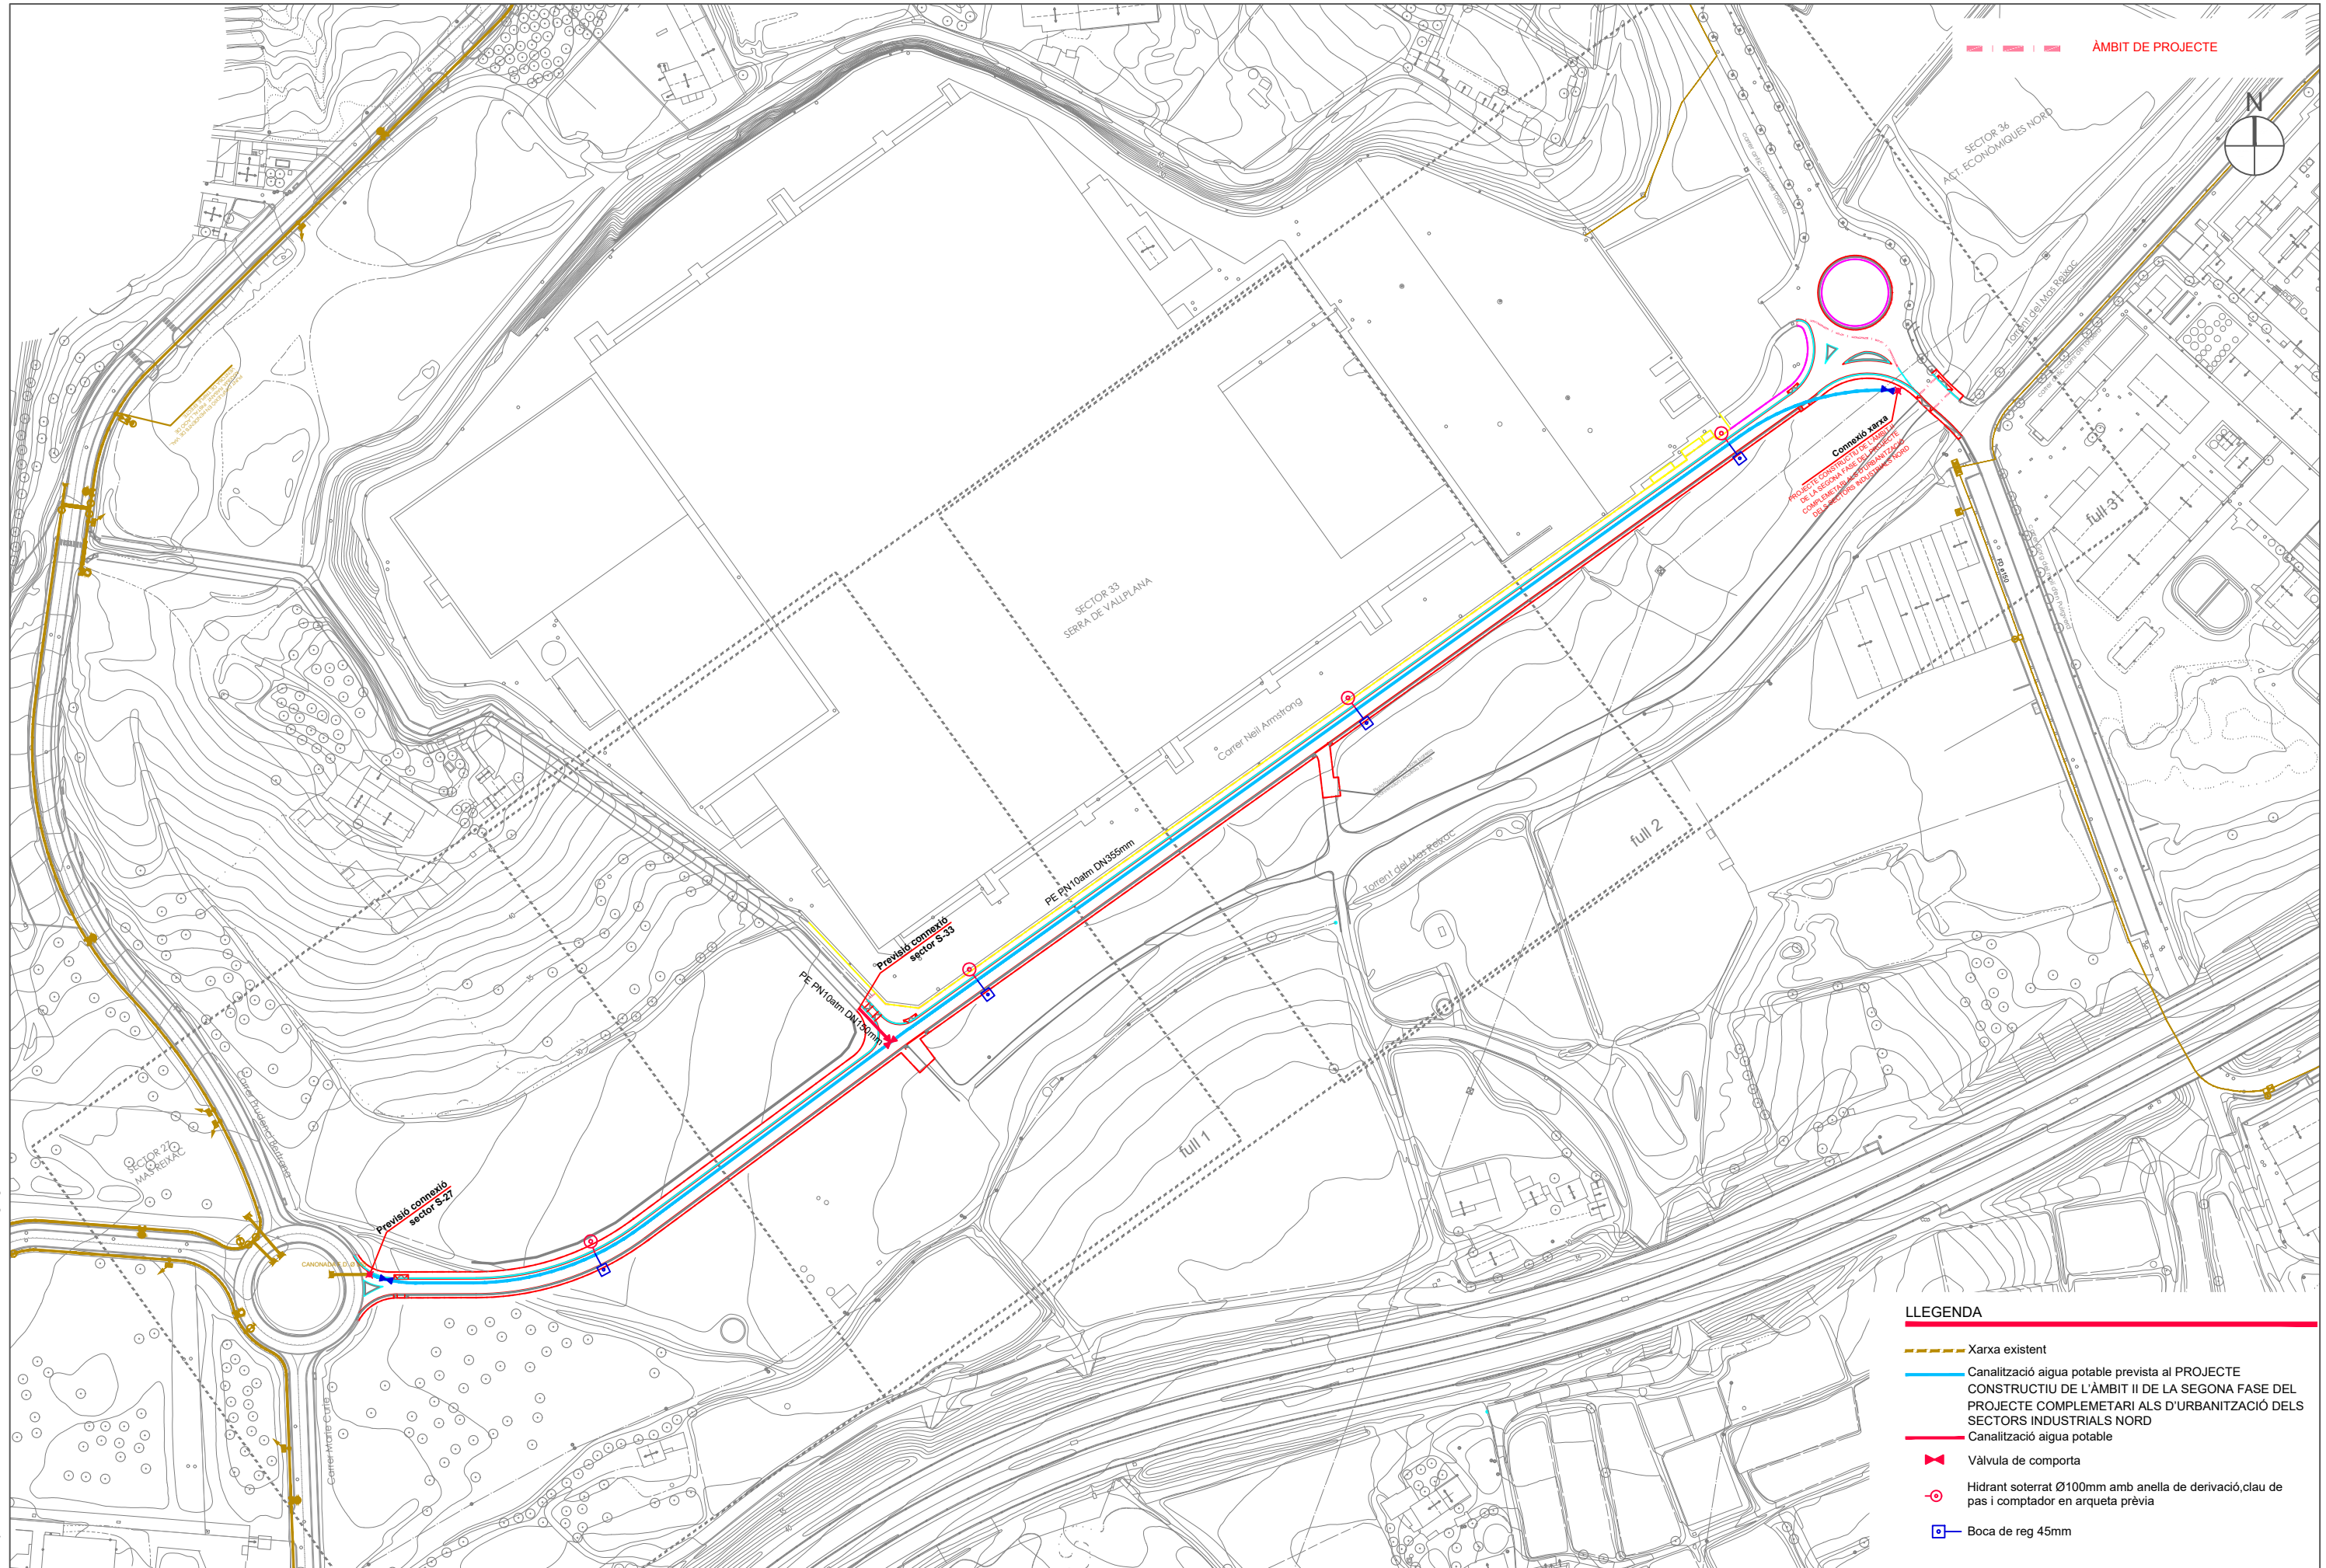 ÀMBIT DE PROJECTE
N
SECTOR 36
ACT. ECONÒMIQUES NORD
Torrent del Mas Reixac
Connexió xarxa
PROJECTE CONSTRUCTIU DE L'ÀMBIT II
DE LA SEGONA FASE DEL PROJECTE
COMPLEMETARI ALS D'URBANITZACIÓ
DELS SECTORS INDUSTRIALS NORD
full 31
FD ø150
SECTOR 33
SERRA DE VALLPLANA
Carrer Neil Armstrong
full 2
Torrent del Mas Reixac
PE PN10atm DN355mm
Previsió connexió
sector S-33
PE PN10atm DN150mm
full 1
Carrer Prudenci Bertrana
SECTOR 27
MAS REIXAC
Previsió connexió
sector S-27
Carrer Marie Curie
LLEGENDA
Xarxa existent
Canalització aigua potable prevista al PROJECTE
CONSTRUCTIU DE L'ÀMBIT II DE LA SEGONA FASE DEL
PROJECTE COMPLEMETARI ALS D'URBANITZACIÓ DELS
SECTORS INDUSTRIALS NORD
Canalització aigua potable
Vàlvula de comporta
Hidrant soterrat Ø100mm amb anella de derivació,clau de
pas i comptador en arqueta prèvia
Boca de reg 45mm